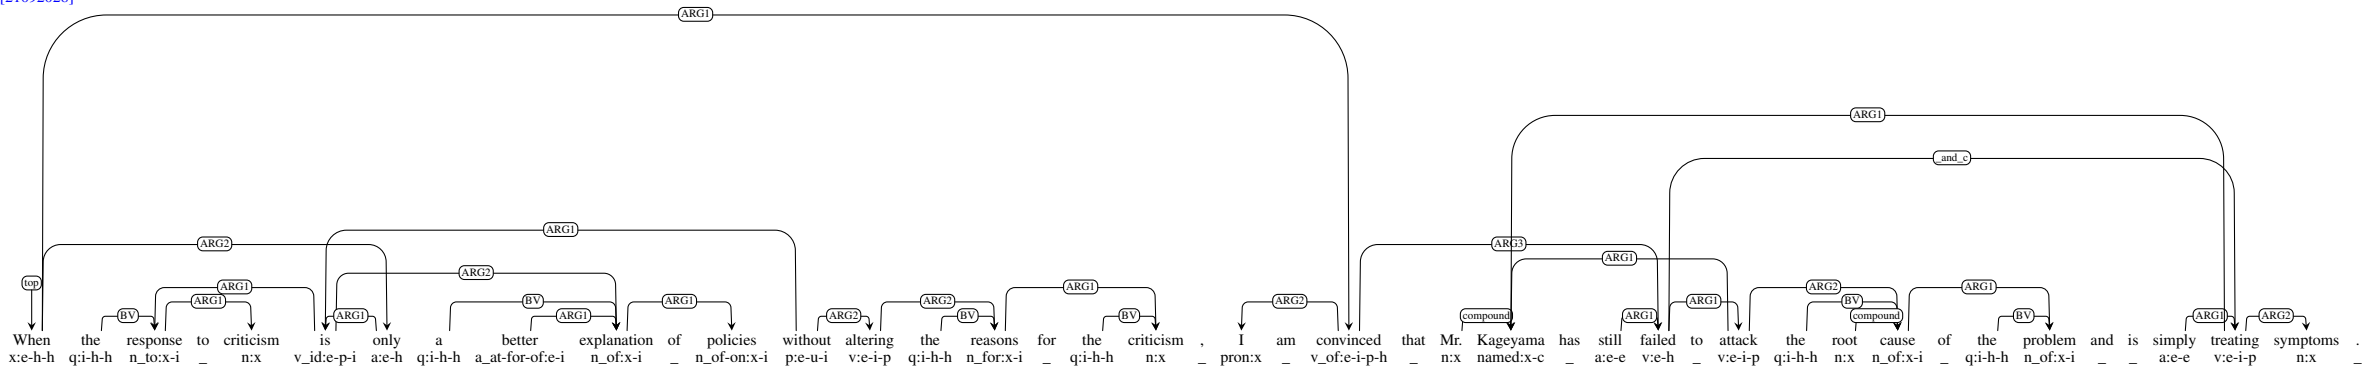 [21092026]
ARG1
ARG1
_and_c
ARG1
ARG2 ARG3
ARG1
ARG2
top ARG1 ARG1 ARG2 ARG1
ARG1 BV ARG1 ARG2 ARG2 ARG1 BV
BV ARG1 ARG1 ARG2 BV BV compound ARG1 compound BV ARG1 ARG2
When the response to criticism is only a better explanation of policies without altering the reasons for the criticism , I am convinced that Mr. Kageyama has still failed to attack the root cause of the problem and is simply treating symptoms .
x:e-h-h q:i-h-h n_to:x-i _ n:x v_id:e-p-i a:e-h q:i-h-h a_at-for-of:e-i n_of:x-i _ n_of-on:x-i p:e-u-i v:e-i-p q:i-h-h n_for:x-i _ q:i-h-h n:x _ pron:x _ v_of:e-i-p-h _ n:x named:x-c _ a:e-e v:e-h _ v:e-i-p q:i-h-h n:x n_of:x-i _ q:i-h-h n_of:x-i _ _ a:e-e v:e-i-p n:x _